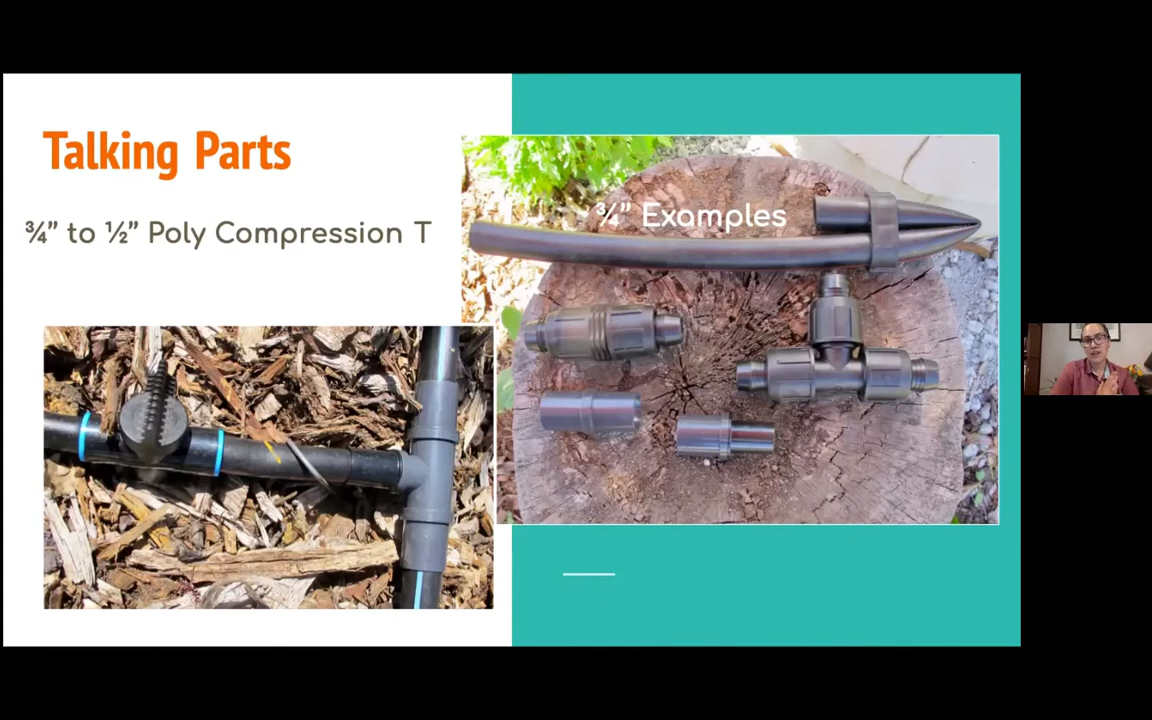 Talking Parts
¾” to ½” Poly Compression T
¾” Examples